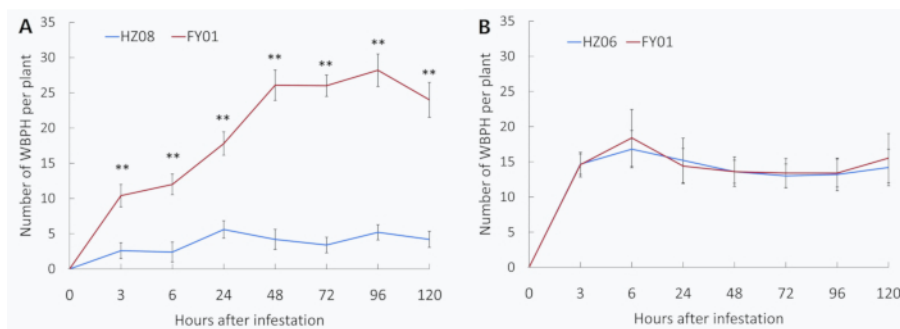 A
HZ08 FY01
Number of WBPH per plant
35
30
25
20
15
10
5
0
** ** ** ** ** ** **
0 3 6 24 48 72 96 120
Hours after infestation
B
HZ06 FY01
Number of WBPH per plant
35
30
25
20
15
10
5
0
0 3 6 24 48 72 96 120
Hours after infestation